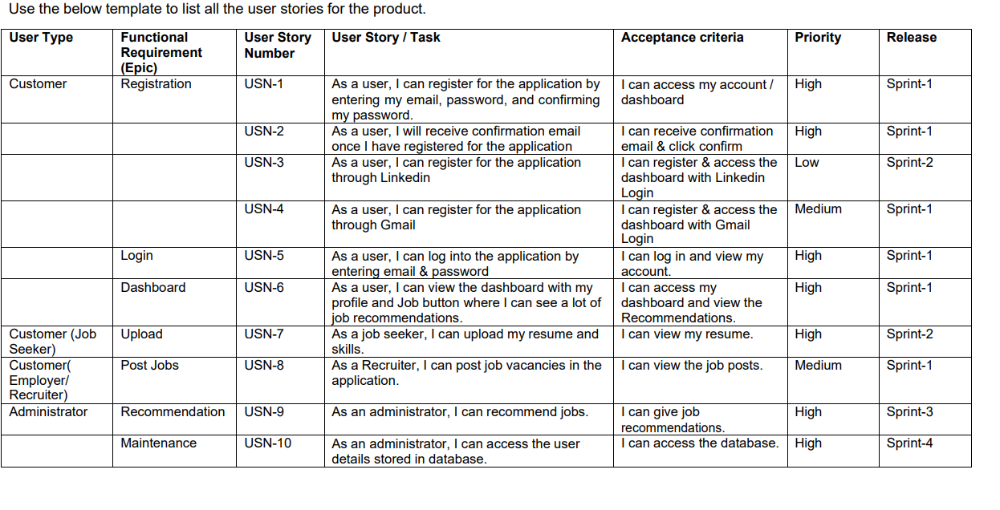 Use the below template to list all the user stories for the product.
User Type Functional Requirement (Epic) User Story Number User Story / Task Acceptance criteria Priority Release
Customer Registration USN-1 As a user, I can register for the application by entering my email, password, and confirming my password. I can access my account / dashboard High Sprint-1
USN-2 As a user, I will receive confirmation email once I have registered for the application I can receive confirmation email & click confirm High Sprint-1
USN-3 As a user, I can register for the application through Linkedin I can register & access the dashboard with Linkedin Login Low Sprint-2
USN-4 As a user, I can register for the application through Gmail I can register & access the dashboard with Gmail Login Medium Sprint-1
Login USN-5 As a user, I can log into the application by entering email & password I can log in and view my account. High Sprint-1
Dashboard USN-6 As a user, I can view the dashboard with my profile and Job button where I can see a lot of job recommendations. I can access my dashboard and view the Recommendations. High Sprint-1
Customer (Job Seeker) Upload USN-7 As a job seeker, I can upload my resume and skills. I can view my resume. High Sprint-2
Customer( Employer/ Recruiter) Post Jobs USN-8 As a Recruiter, I can post job vacancies in the application. I can view the job posts. Medium Sprint-1
Administrator Recommendation USN-9 As an administrator, I can recommend jobs. I can give job recommendations. High Sprint-3
Maintenance USN-10 As an administrator, I can access the user details stored in database. I can access the database. High Sprint-4